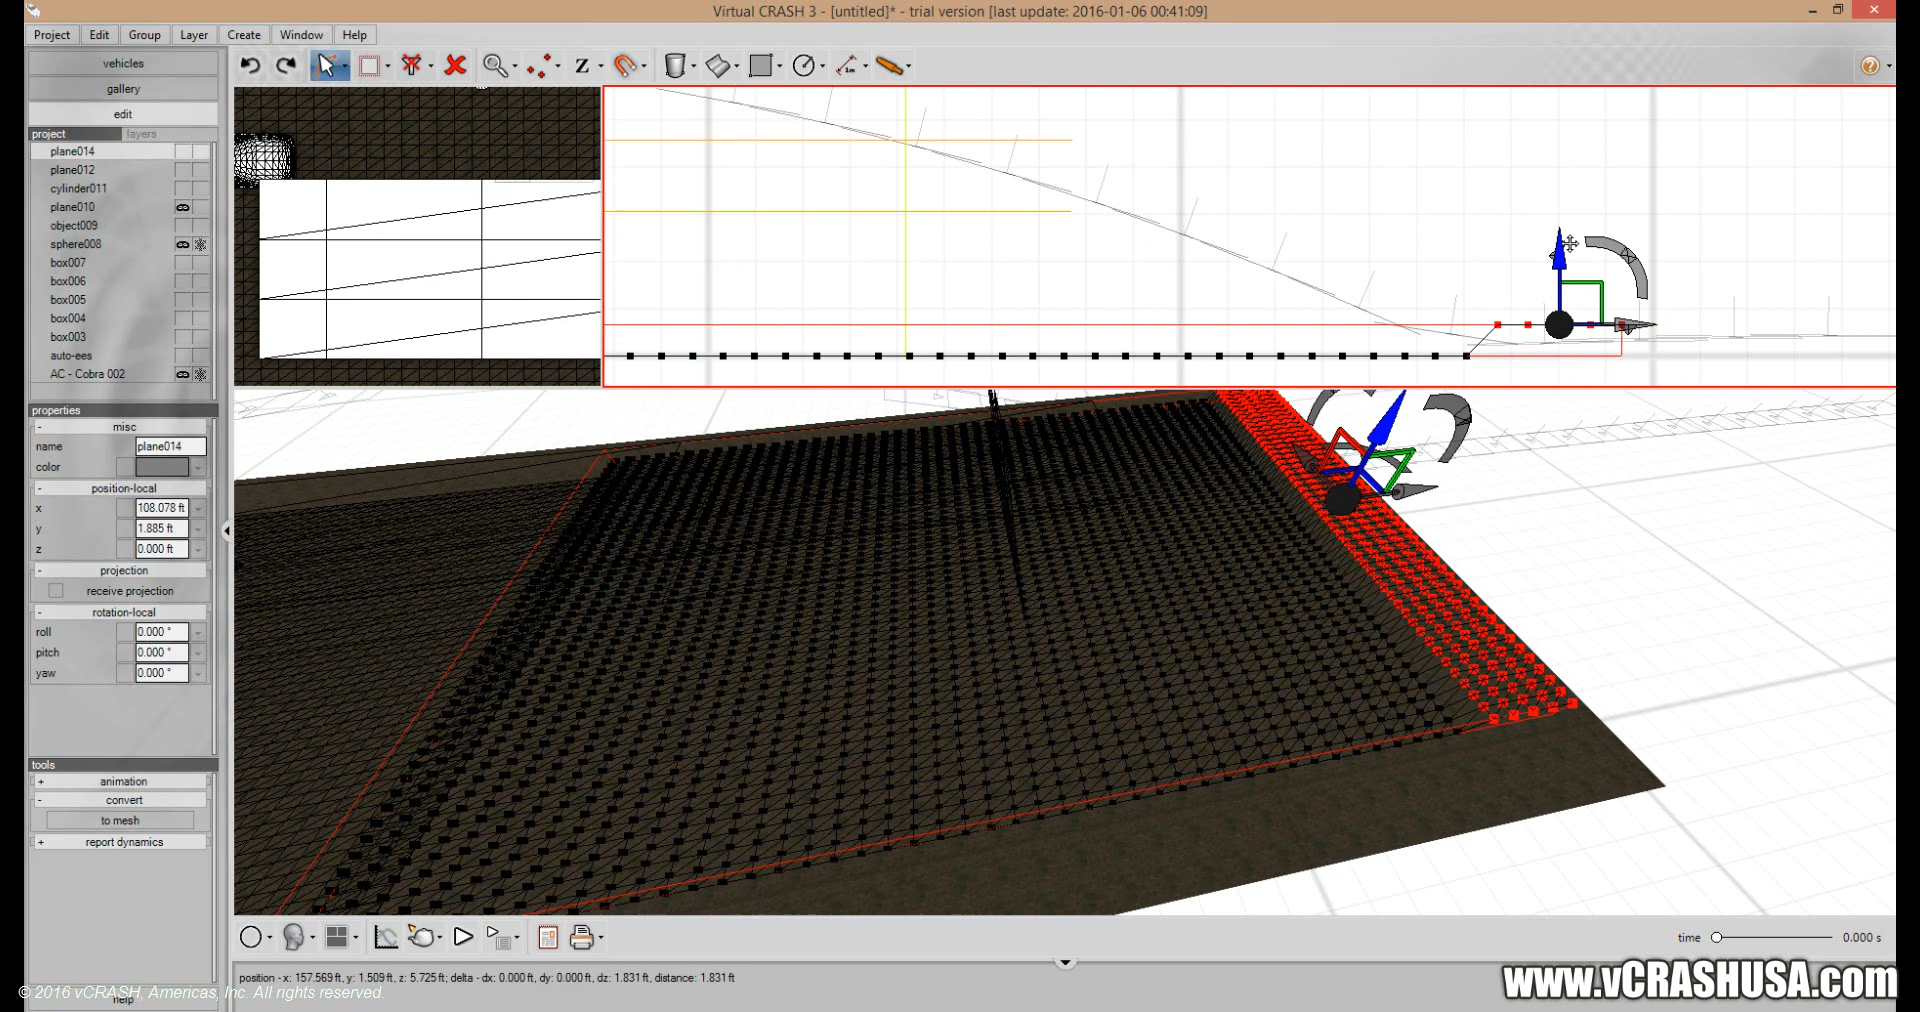 Virtual CRASH 3 - [untitled]* - trial version [last update: 2016-01-06 00:41:09]
Project Edit Group Layer Create Window Help
vehicles
gallery
edit
project layers
plane014
plane012
cylinder011
plane010
object009
sphere008
box007
box006
box005
box004
box003
auto-ees
AC - Cobra 002
properties
- misc
name plane014
color
- position-local
x 108.078 ft
y 1.885 ft
z 0.000 ft
- projection
receive projection
- rotation-local
roll 0.000 °
pitch 0.000 °
yaw 0.000 °
tools
+ animation
- convert
to mesh
+ report dynamics
help
Z
1m
?
time 0.000 s
position - x: 157.569 ft, y: 1.509 ft, z: 5.725 ft; delta - dx: 0.000 ft, dy: 0.000 ft, dz: 1.831 ft, distance: 1.831 ft
© 2016 vCRASH, Americas, Inc. All rights reserved.
www.vCRASHUSA.com